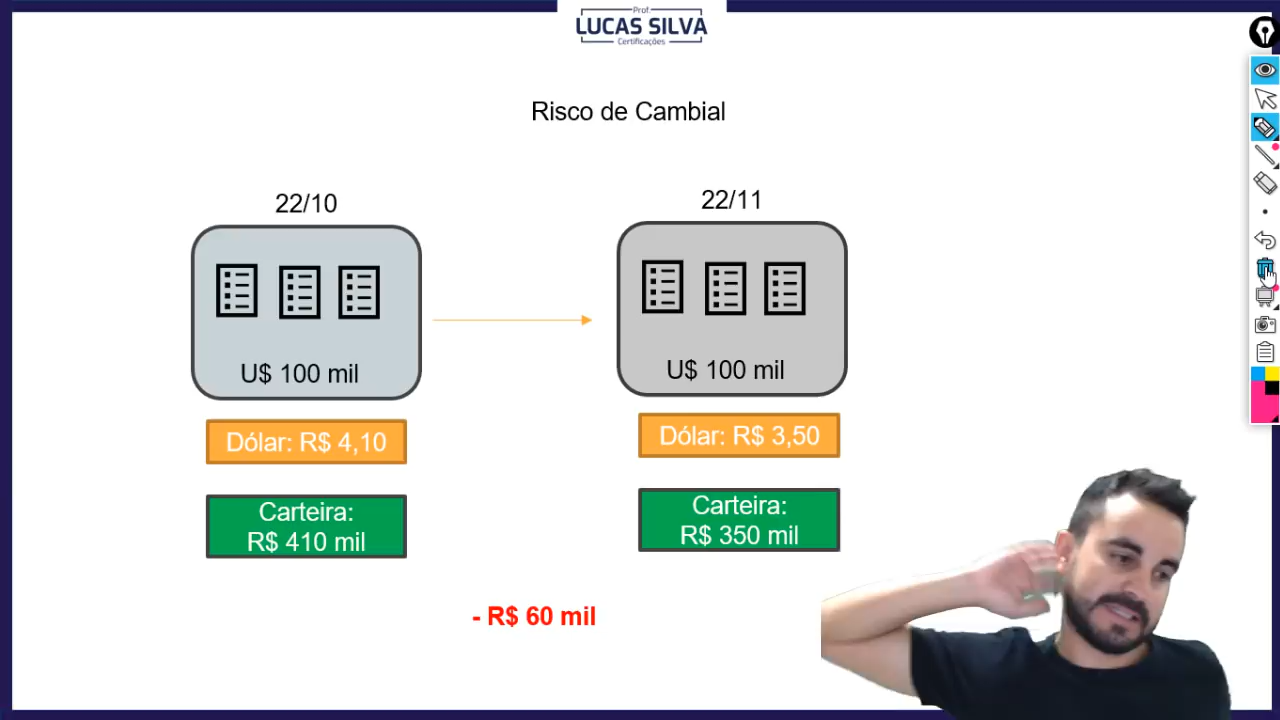 Prof.
LUCAS SILVA
Certificações
Risco de Cambial
22/10
U$ 100 mil
Dólar: R$ 4,10
Carteira:
R$ 410 mil
22/11
U$ 100 mil
Dólar: R$ 3,50
Carteira:
R$ 350 mil
- R$ 60 mil